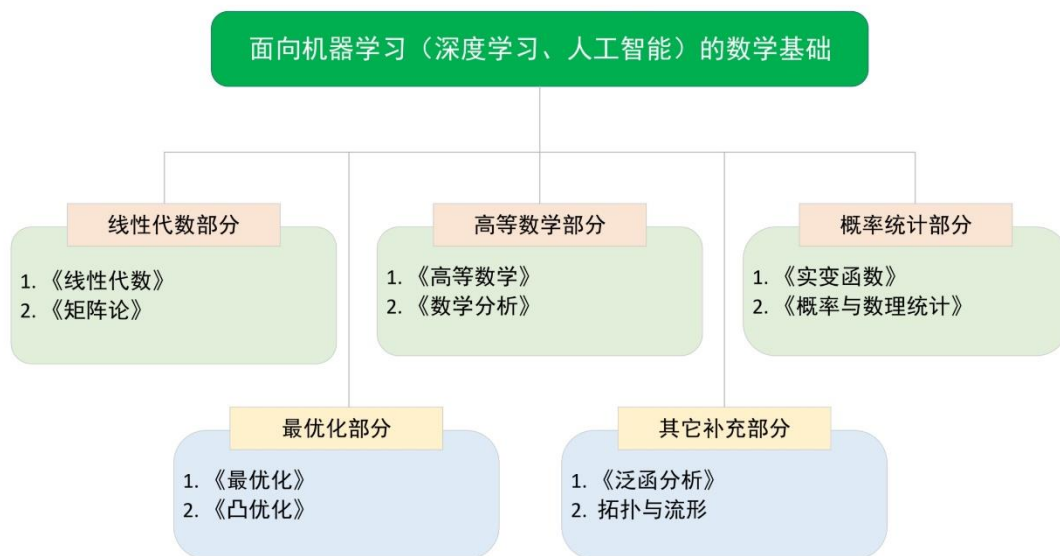 面向机器学习（深度学习、人工智能）的数学基础
线性代数部分
1. 《线性代数》
2. 《矩阵论》
高等数学部分
1. 《高等数学》
2. 《数学分析》
概率统计部分
1. 《实变函数》
2. 《概率与数理统计》
最优化部分
1. 《最优化》
2. 《凸优化》
其它补充部分
1. 《泛函分析》
2. 拓扑与流形